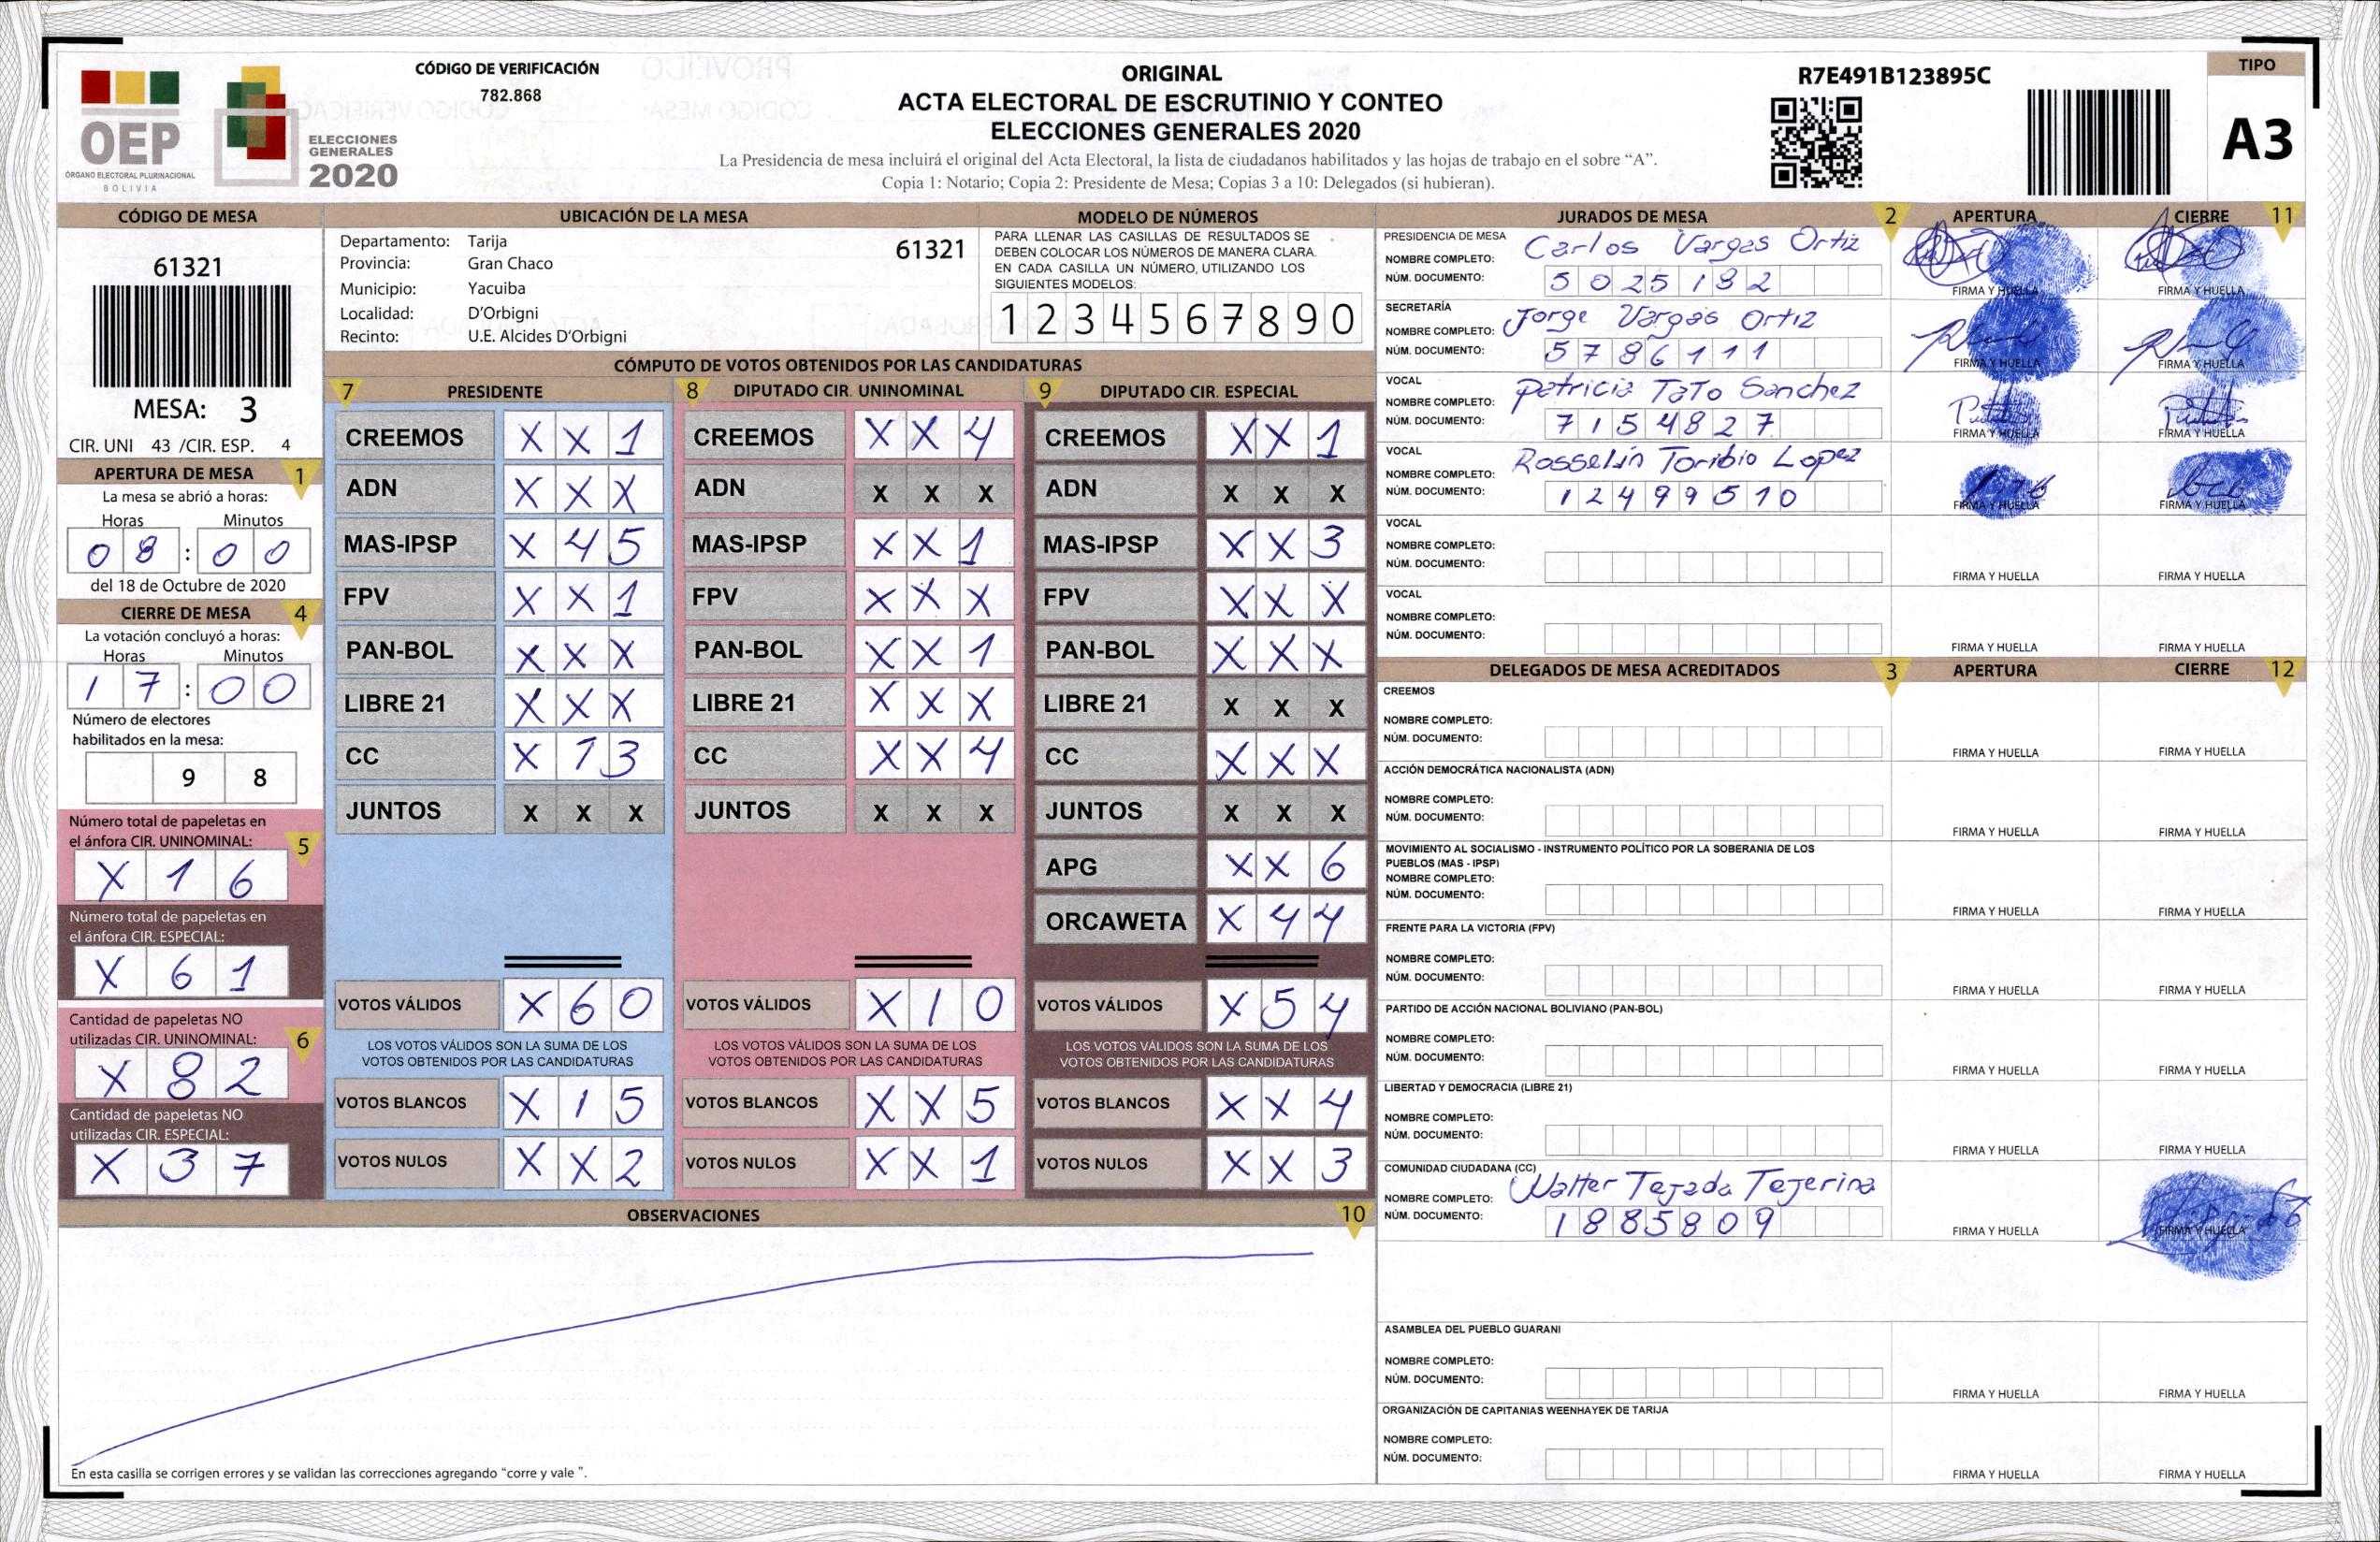 OEP
ÓRGANO ELECTORAL PLURINACIONAL
BOLIVIA
ELECCIONES
GENERALES
2020
CÓDIGO DE VERIFICACIÓN
782.868
ORIGINAL
ACTA ELECTORAL DE ESCRUTINIO Y CONTEO
ELECCIONES GENERALES 2020
La Presidencia de mesa incluirá el original del Acta Electoral, la lista de ciudadanos habilitados y las hojas de trabajo en el sobre “A”.
Copia 1: Notario; Copia 2: Presidente de Mesa; Copias 3 a 10: Delegados (si hubieran).
R7E491B123895C
TIPO
A3
CÓDIGO DE MESA
61321
MESA: 3
CIR. UNI 43 /CIR. ESP. 4
APERTURA DE MESA 1
La mesa se abrió a horas:
Horas Minutos
0 8 : 0 0
del 18 de Octubre de 2020
CIERRE DE MESA 4
La votación concluyó a horas:
Horas Minutos
1 7 : 0 0
Número de electores
habilitados en la mesa:
9 8
Número total de papeletas en
el ánfora CIR. UNINOMINAL: 5
X 1 6
Número total de papeletas en
el ánfora CIR. ESPECIAL:
X 6 1
Cantidad de papeletas NO
utilizadas CIR. UNINOMINAL: 6
X 8 2
Cantidad de papeletas NO
utilizadas CIR. ESPECIAL:
X 3 7
UBICACIÓN DE LA MESA
Departamento: Tarija 61321
Provincia: Gran Chaco
Municipio: Yacuiba
Localidad: D’Orbigni
Recinto: U.E. Alcides D’Orbigni
MODELO DE NÚMEROS
PARA LLENAR LAS CASILLAS DE RESULTADOS SE
DEBEN COLOCAR LOS NÚMEROS DE MANERA CLARA.
EN CADA CASILLA UN NÚMERO, UTILIZANDO LOS
SIGUIENTES MODELOS:
1 2 3 4 5 6 7 8 9 0
CÓMPUTO DE VOTOS OBTENIDOS POR LAS CANDIDATURAS
7 PRESIDENTE
CREEMOS X X 1
ADN X X X
MAS-IPSP X 4 5
FPV X X 1
PAN-BOL X X X
LIBRE 21 X X X
CC X 1 3
JUNTOS X X X
VOTOS VÁLIDOS X 6 0
LOS VOTOS VÁLIDOS SON LA SUMA DE LOS
VOTOS OBTENIDOS POR LAS CANDIDATURAS
VOTOS BLANCOS X 1 5
VOTOS NULOS X X 2
8 DIPUTADO CIR. UNINOMINAL
CREEMOS X X 4
ADN X X X
MAS-IPSP X X 1
FPV X X X
PAN-BOL X X 1
LIBRE 21 X X X
CC X X 4
JUNTOS X X X
VOTOS VÁLIDOS X 1 0
LOS VOTOS VÁLIDOS SON LA SUMA DE LOS
VOTOS OBTENIDOS POR LAS CANDIDATURAS
VOTOS BLANCOS X X 5
VOTOS NULOS X X 1
9 DIPUTADO CIR. ESPECIAL
CREEMOS X X 1
ADN X X X
MAS-IPSP X X 3
FPV X X X
PAN-BOL X X X
LIBRE 21 X X X
CC X X X
JUNTOS X X X
APG X X 6
ORCAWETA X 4 4
VOTOS VÁLIDOS X 5 4
LOS VOTOS VÁLIDOS SON LA SUMA DE LOS
VOTOS OBTENIDOS POR LAS CANDIDATURAS
VOTOS BLANCOS X X 4
VOTOS NULOS X X 3
OBSERVACIONES 10
En esta casilla se corrigen errores y se validan las correcciones agregando “corre y vale ”.
JURADOS DE MESA 2 APERTURA CIERRE 11
PRESIDENCIA DE MESA
NOMBRE COMPLETO: Carlos Vargas Ortiz
NÚM. DOCUMENTO: 5 0 2 5 1 8 2
FIRMA Y HUELLA FIRMA Y HUELLA
SECRETARÍA
NOMBRE COMPLETO: Jorge Vargas Ortiz
NÚM. DOCUMENTO: 5 7 8 6 1 1 1
FIRMA Y HUELLA FIRMA Y HUELLA
VOCAL
NOMBRE COMPLETO: Patricia Tato Sanchez
NÚM. DOCUMENTO: 7 1 5 4 8 2 7
FIRMA Y HUELLA FIRMA Y HUELLA
VOCAL
NOMBRE COMPLETO: Rosselin Toribio Lopez
NÚM. DOCUMENTO: 1 2 4 9 9 5 1 0
FIRMA Y HUELLA FIRMA Y HUELLA
VOCAL
NOMBRE COMPLETO:
NÚM. DOCUMENTO:
FIRMA Y HUELLA FIRMA Y HUELLA
VOCAL
NOMBRE COMPLETO:
NÚM. DOCUMENTO:
FIRMA Y HUELLA FIRMA Y HUELLA
DELEGADOS DE MESA ACREDITADOS 3 APERTURA CIERRE 12
CREEMOS
NOMBRE COMPLETO:
NÚM. DOCUMENTO:
FIRMA Y HUELLA FIRMA Y HUELLA
ACCIÓN DEMOCRÁTICA NACIONALISTA (ADN)
NOMBRE COMPLETO:
NÚM. DOCUMENTO:
FIRMA Y HUELLA FIRMA Y HUELLA
MOVIMIENTO AL SOCIALISMO - INSTRUMENTO POLÍTICO POR LA SOBERANIA DE LOS
PUEBLOS (MAS - IPSP)
NOMBRE COMPLETO:
NÚM. DOCUMENTO:
FIRMA Y HUELLA FIRMA Y HUELLA
FRENTE PARA LA VICTORIA (FPV)
NOMBRE COMPLETO:
NÚM. DOCUMENTO:
FIRMA Y HUELLA FIRMA Y HUELLA
PARTIDO DE ACCIÓN NACIONAL BOLIVIANO (PAN-BOL)
NOMBRE COMPLETO:
NÚM. DOCUMENTO:
FIRMA Y HUELLA FIRMA Y HUELLA
LIBERTAD Y DEMOCRACIA (LIBRE 21)
NOMBRE COMPLETO:
NÚM. DOCUMENTO:
FIRMA Y HUELLA FIRMA Y HUELLA
COMUNIDAD CIUDADANA (CC)
NOMBRE COMPLETO: Walter Tejada Tejerina
NÚM. DOCUMENTO: 1 8 8 5 8 0 9
FIRMA Y HUELLA FIRMA Y HUELLA
ASAMBLEA DEL PUEBLO GUARANI
NOMBRE COMPLETO:
NÚM. DOCUMENTO:
FIRMA Y HUELLA FIRMA Y HUELLA
ORGANIZACIÓN DE CAPITANIAS WEENHAYEK DE TARIJA
NOMBRE COMPLETO:
NÚM. DOCUMENTO:
FIRMA Y HUELLA FIRMA Y HUELLA